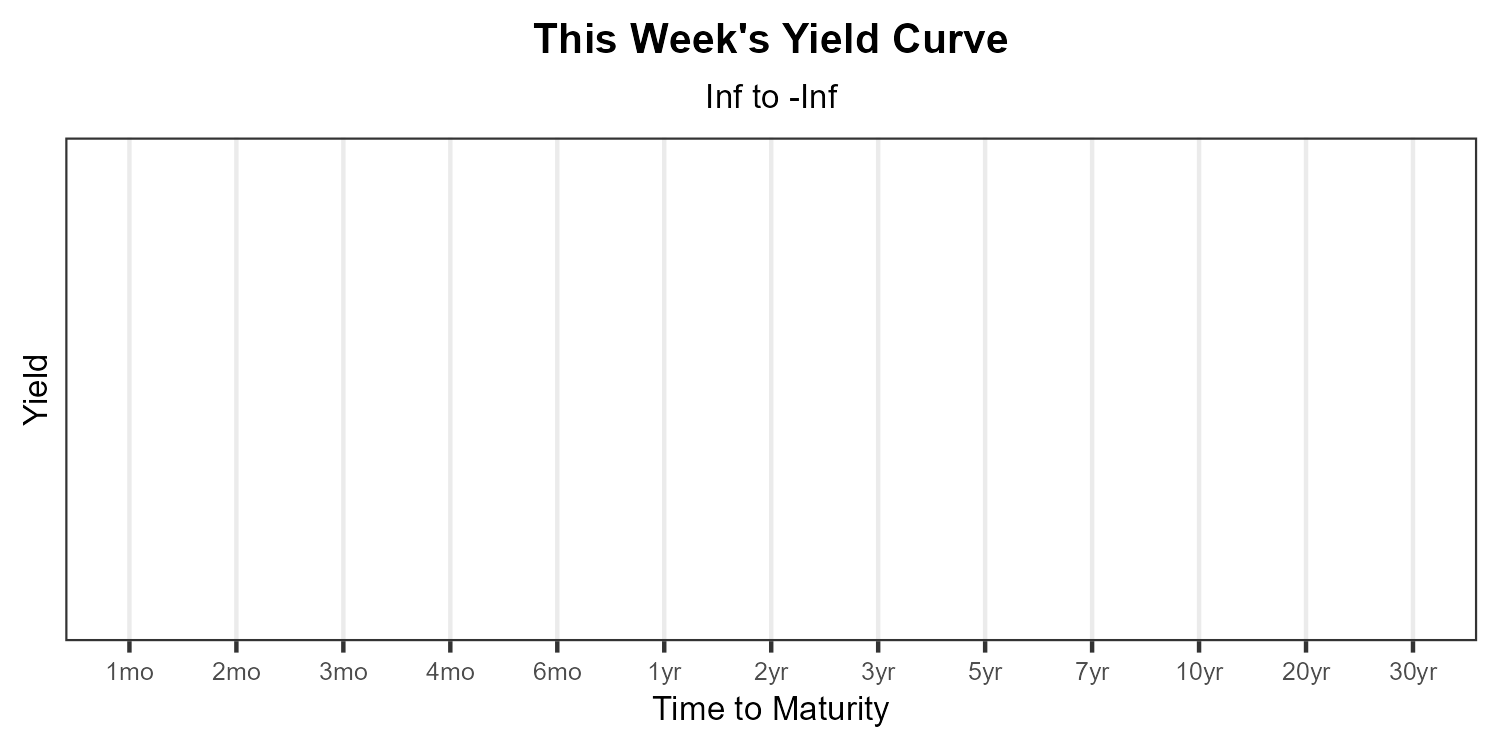 This Week's Yield Curve
Inf to -Inf
Yield
1mo 2mo 3mo 4mo 6mo 1yr 2yr 3yr 5yr 7yr 10yr 20yr 30yr
Time to Maturity